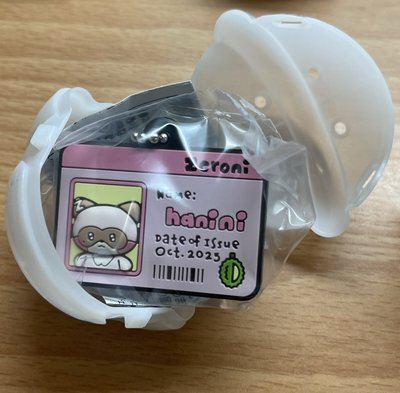 Zeroni
Name:
hanini
Date of Issue
Oct. 2025